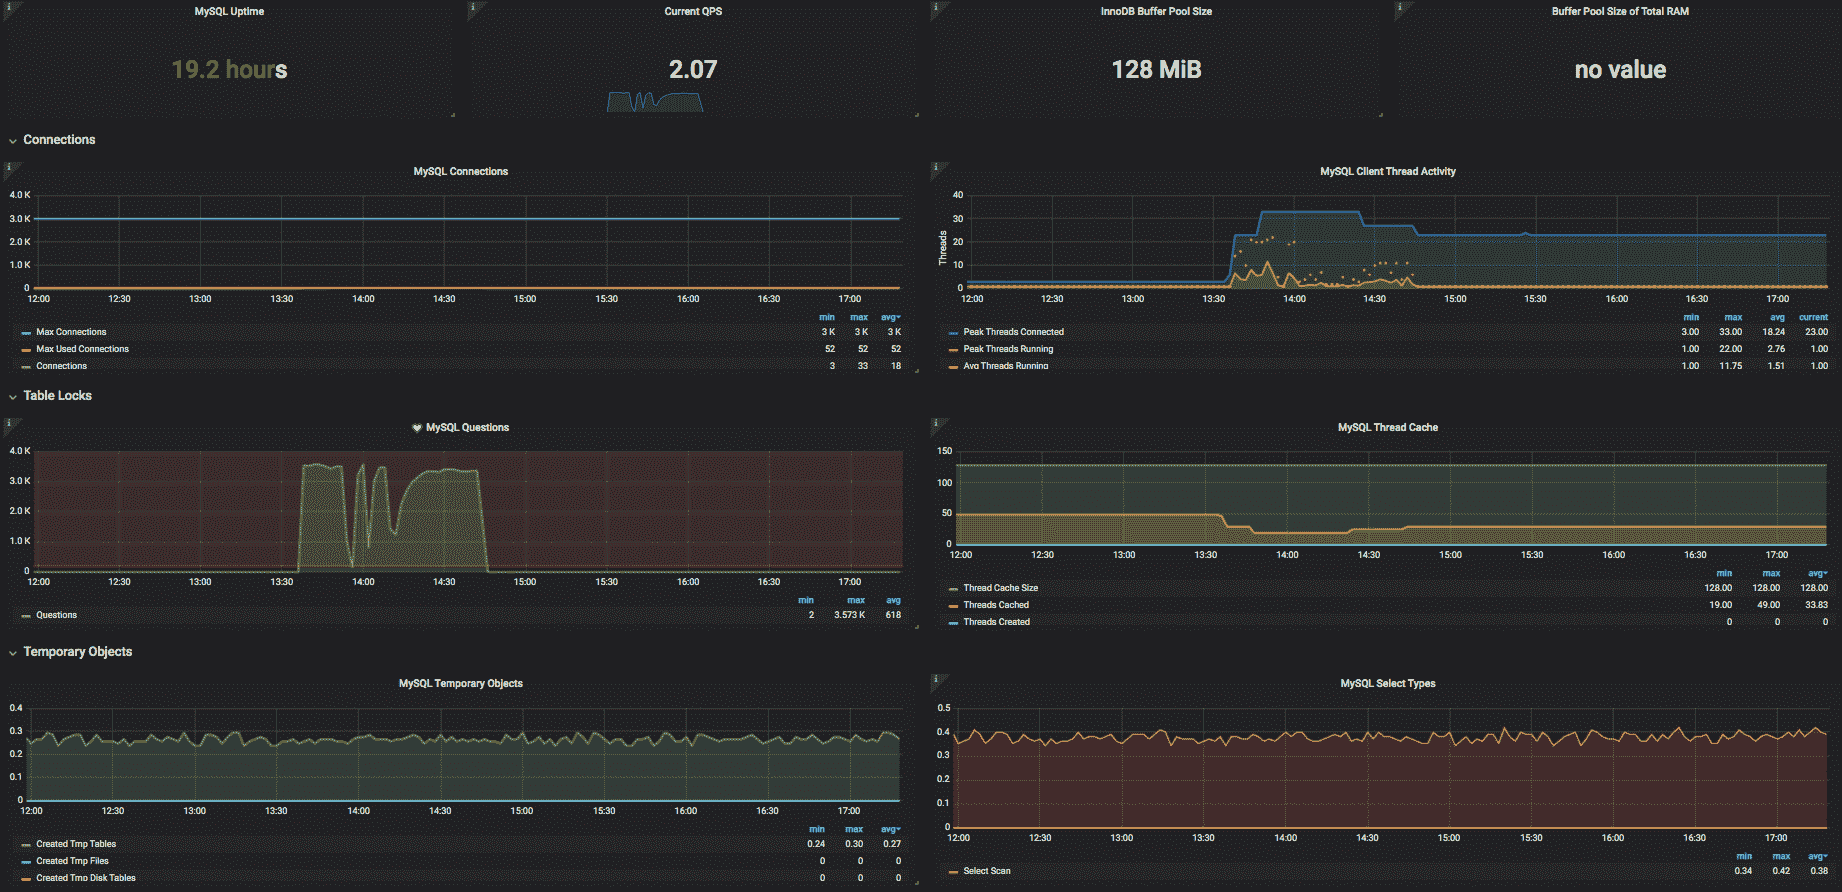 MySQL Uptime
19.2 hours
Current QPS
2.07
InnoDB Buffer Pool Size
128 MiB
Buffer Pool Size of Total RAM
no value
Connections
MySQL Connections
4.0 K
3.0 K
2.0 K
1.0 K
0
12:00 12:30 13:00 13:30 14:00 14:30 15:00 15:30 16:00 16:30 17:00
min max avg
Max Connections 3 K 3 K 3 K
Max Used Connections 52 52 52
Connections 3 33 18
MySQL Client Thread Activity
Threads
40
30
20
10
0
12:00 12:30 13:00 13:30 14:00 14:30 15:00 15:30 16:00 16:30 17:00
min max avg current
Peak Threads Connected 3.00 33.00 18.24 23.00
Peak Threads Running 1.00 22.00 2.76 1.00
Avg Threads Running 1.00 11.75 1.51 1.00
Table Locks
MySQL Questions
4.0 K
3.0 K
2.0 K
1.0 K
0
12:00 12:30 13:00 13:30 14:00 14:30 15:00 15:30 16:00 16:30 17:00
min max avg
Questions 2 3.573 K 618
MySQL Thread Cache
150
100
50
0
12:00 12:30 13:00 13:30 14:00 14:30 15:00 15:30 16:00 16:30 17:00
min max avg
Thread Cache Size 128.00 128.00 128.00
Threads Cached 19.00 49.00 33.83
Threads Created 0 0 0
Temporary Objects
MySQL Temporary Objects
0.4
0.3
0.2
0.1
0
12:00 12:30 13:00 13:30 14:00 14:30 15:00 15:30 16:00 16:30 17:00
min max avg
Created Tmp Tables 0.24 0.30 0.27
Created Tmp Files 0 0 0
Created Tmp Disk Tables 0 0 0
MySQL Select Types
0.5
0.4
0.3
0.2
0.1
0
12:00 12:30 13:00 13:30 14:00 14:30 15:00 15:30 16:00 16:30 17:00
min max avg
Select Scan 0.34 0.42 0.38